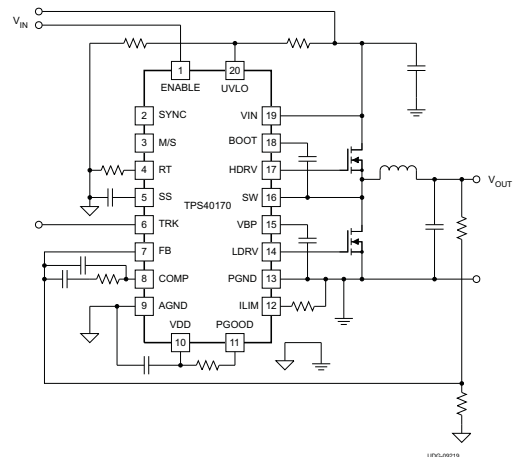 VIN
1
20
ENABLE
UVLO
2 SYNC
VIN 19
3 M/S
BOOT 18
4 RT
HDRV 17
TPS40170
5 SS
SW 16
VOUT
6 TRK
VBP 15
7 FB
LDRV 14
8 COMP
PGND 13
9 AGND
ILIM 12
VDD
PGOOD
10
11
UDG-09219